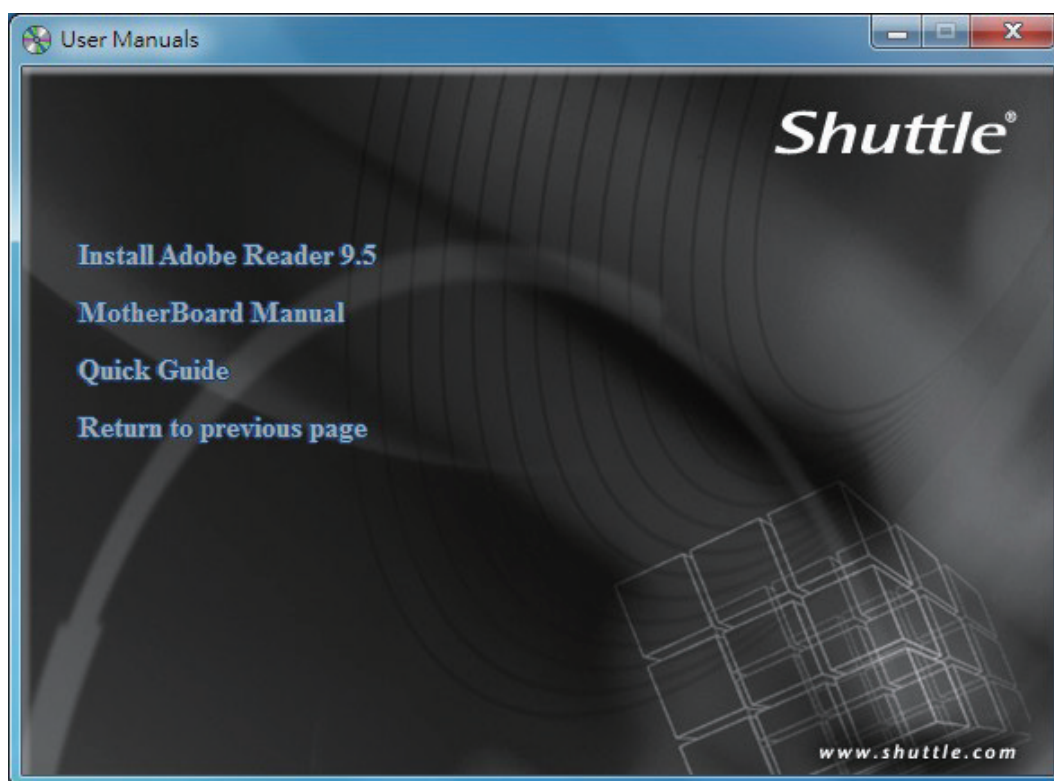 User Manuals
Shuttle®
Install Adobe Reader 9.5
MotherBoard Manual
Quick Guide
Return to previous page
www.shuttle.com